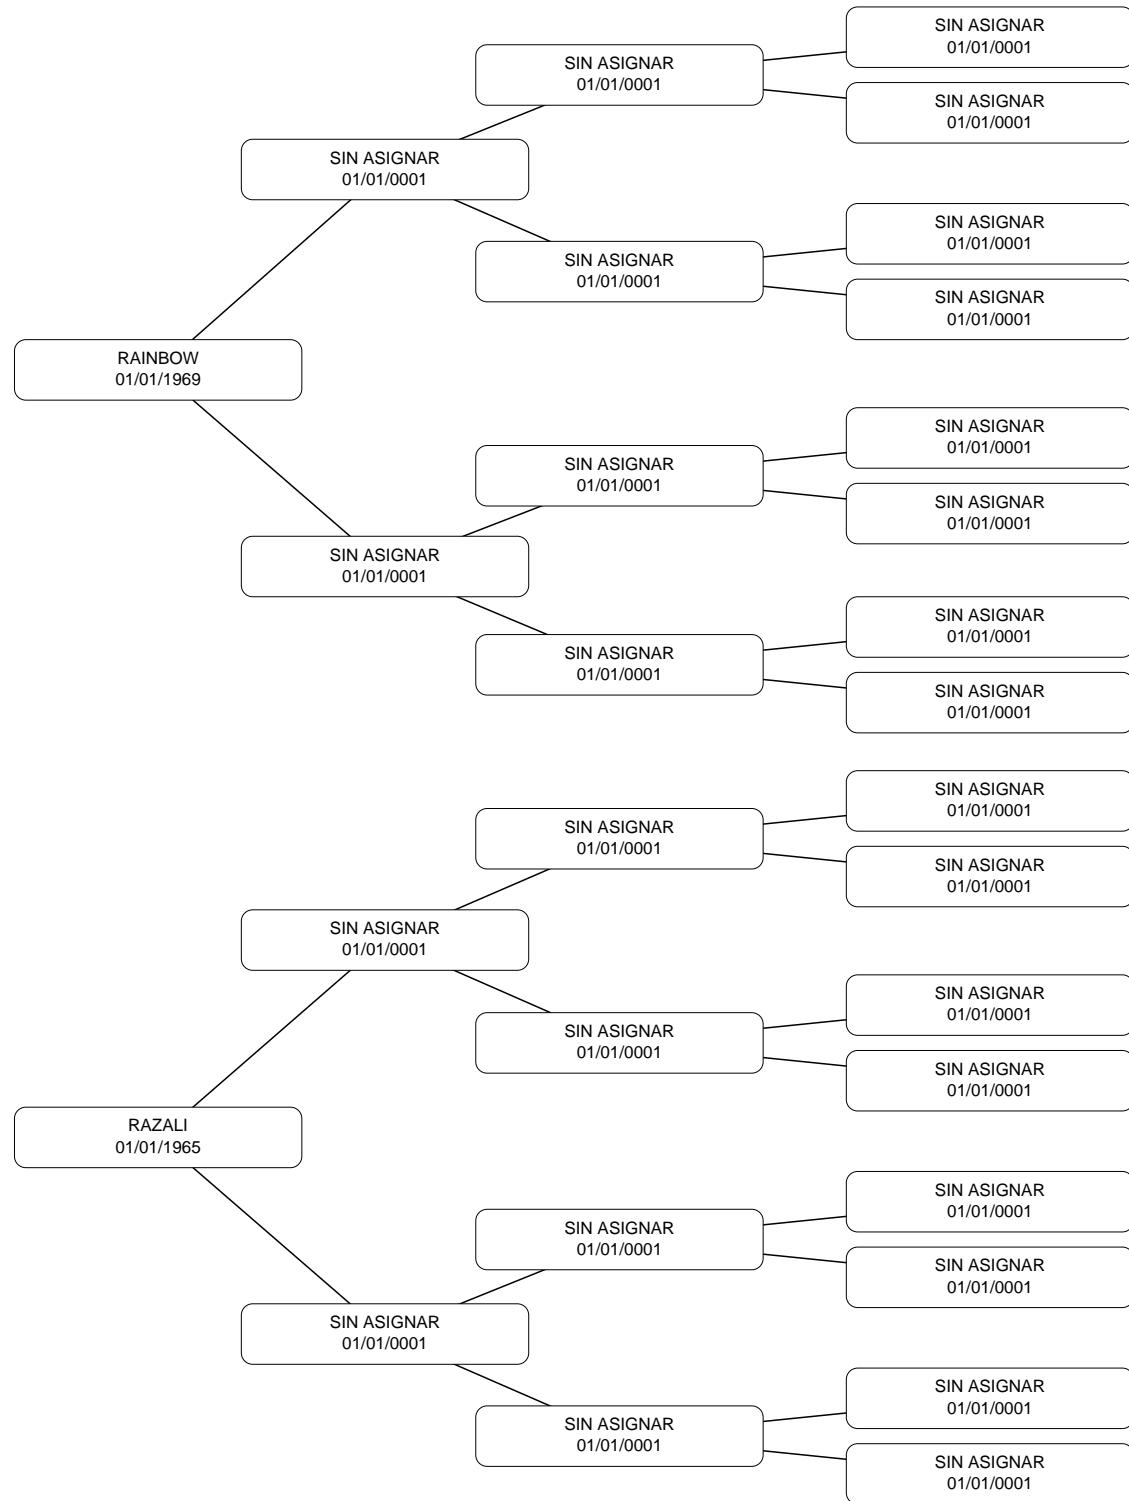 SIN ASIGNAR
01/01/0001
SIN ASIGNAR
01/01/0001
SIN ASIGNAR
01/01/0001
SIN ASIGNAR
01/01/0001
SIN ASIGNAR
01/01/0001
SIN ASIGNAR
01/01/0001
SIN ASIGNAR
01/01/0001
RAINBOW
01/01/1969
SIN ASIGNAR
01/01/0001
SIN ASIGNAR
01/01/0001
SIN ASIGNAR
01/01/0001
SIN ASIGNAR
01/01/0001
SIN ASIGNAR
01/01/0001
SIN ASIGNAR
01/01/0001
SIN ASIGNAR
01/01/0001
SIN ASIGNAR
01/01/0001
SIN ASIGNAR
01/01/0001
SIN ASIGNAR
01/01/0001
SIN ASIGNAR
01/01/0001
SIN ASIGNAR
01/01/0001
SIN ASIGNAR
01/01/0001
SIN ASIGNAR
01/01/0001
RAZALI
01/01/1965
SIN ASIGNAR
01/01/0001
SIN ASIGNAR
01/01/0001
SIN ASIGNAR
01/01/0001
SIN ASIGNAR
01/01/0001
SIN ASIGNAR
01/01/0001
SIN ASIGNAR
01/01/0001
SIN ASIGNAR
01/01/0001